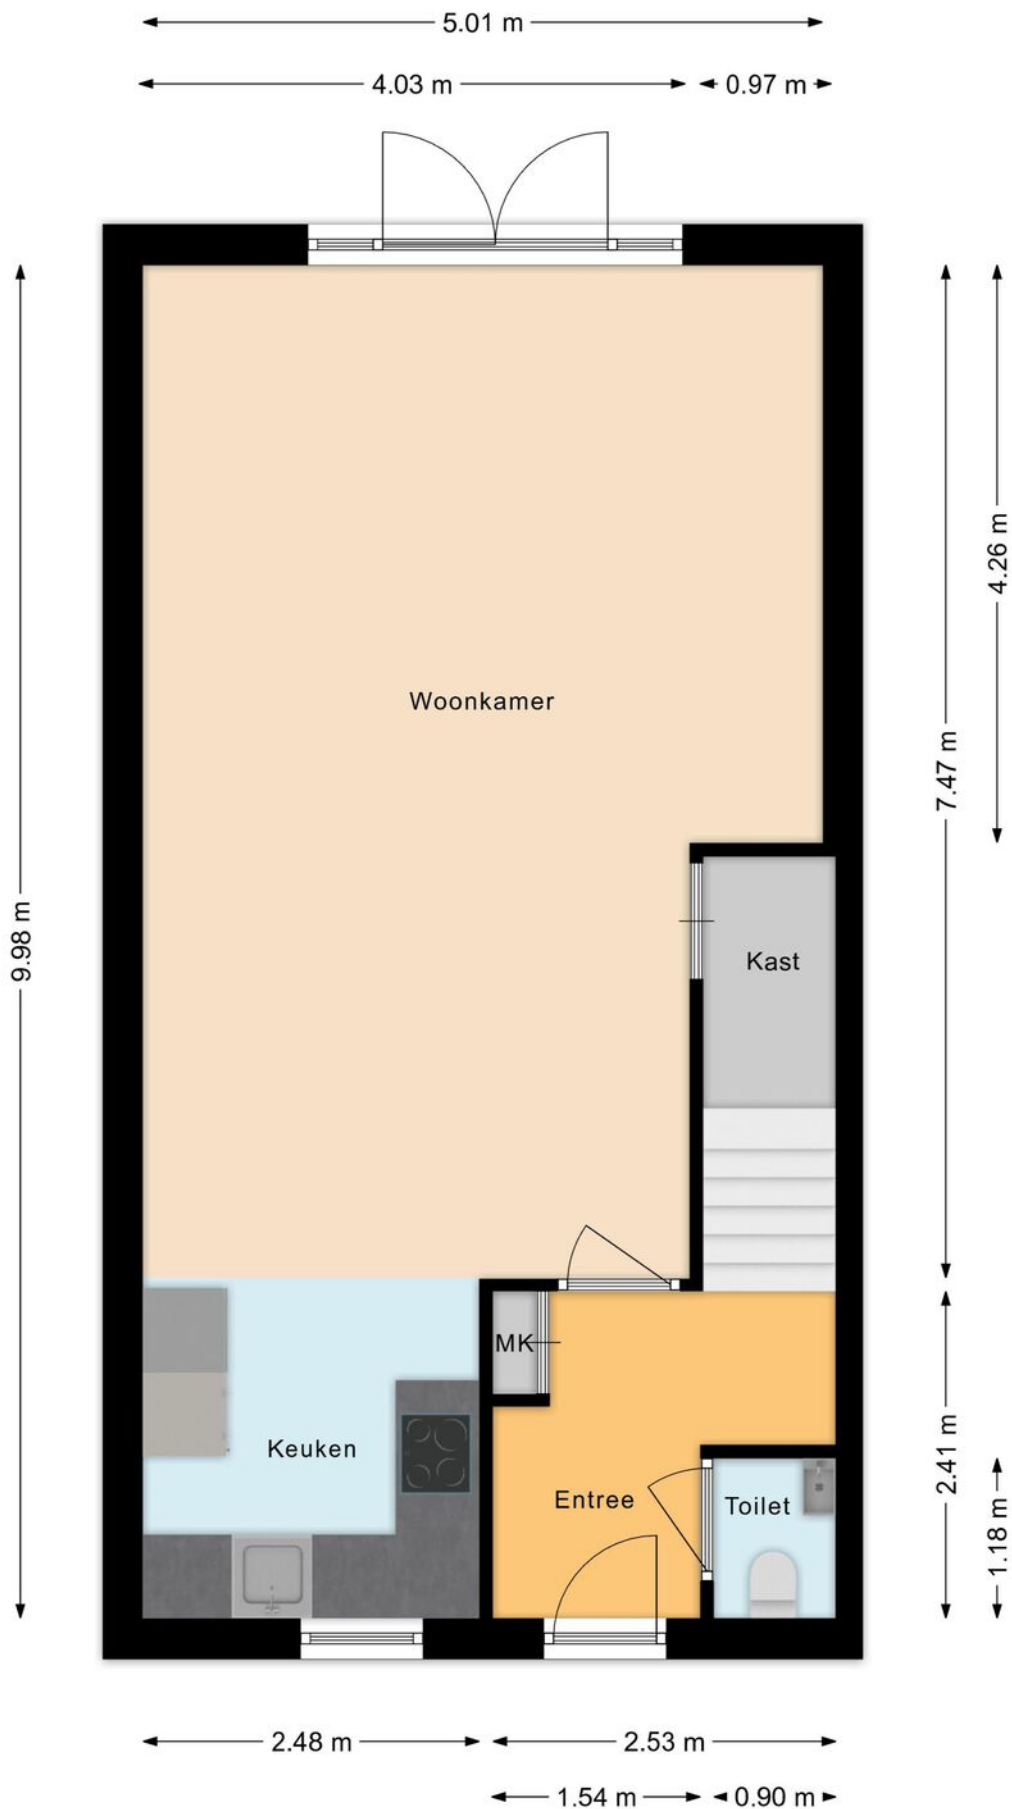 5.01 m
4.03 m
0.97 m
4.26 m
Woonkamer
7.47 m
9.98 m
Kast
MK
Keuken
Entree
Toilet
2.41 m
1.18 m
2.48 m
2.53 m
1.54 m
0.90 m